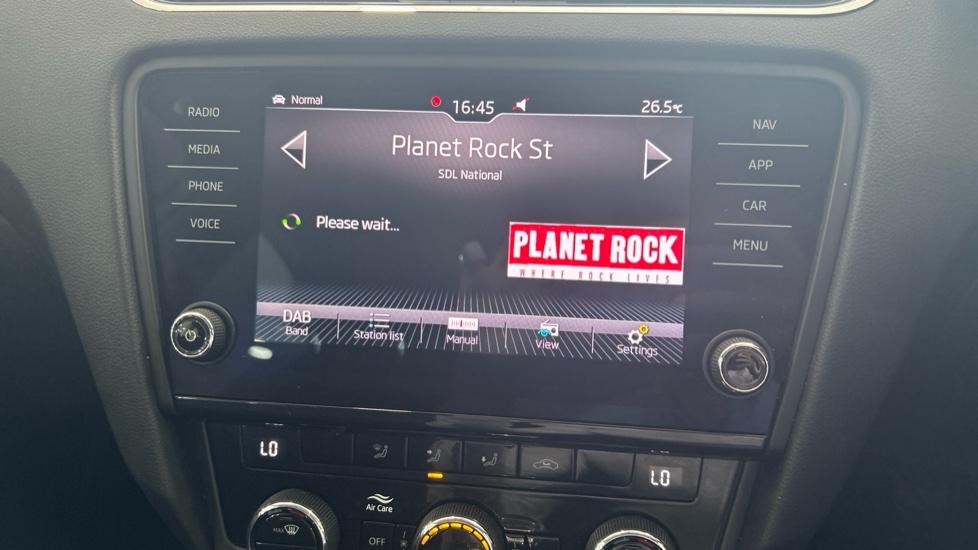 Normal
16:45
26.5°C
RADIO
MEDIA
PHONE
VOICE
NAV
APP
CAR
MENU
Planet Rock St
SDL National
Please wait...
PLANET ROCK
WHERE ROCK LIVES
DAB
Band
Station list
Manual
View
Settings
LO
LO
Air Care
MAX
OFF